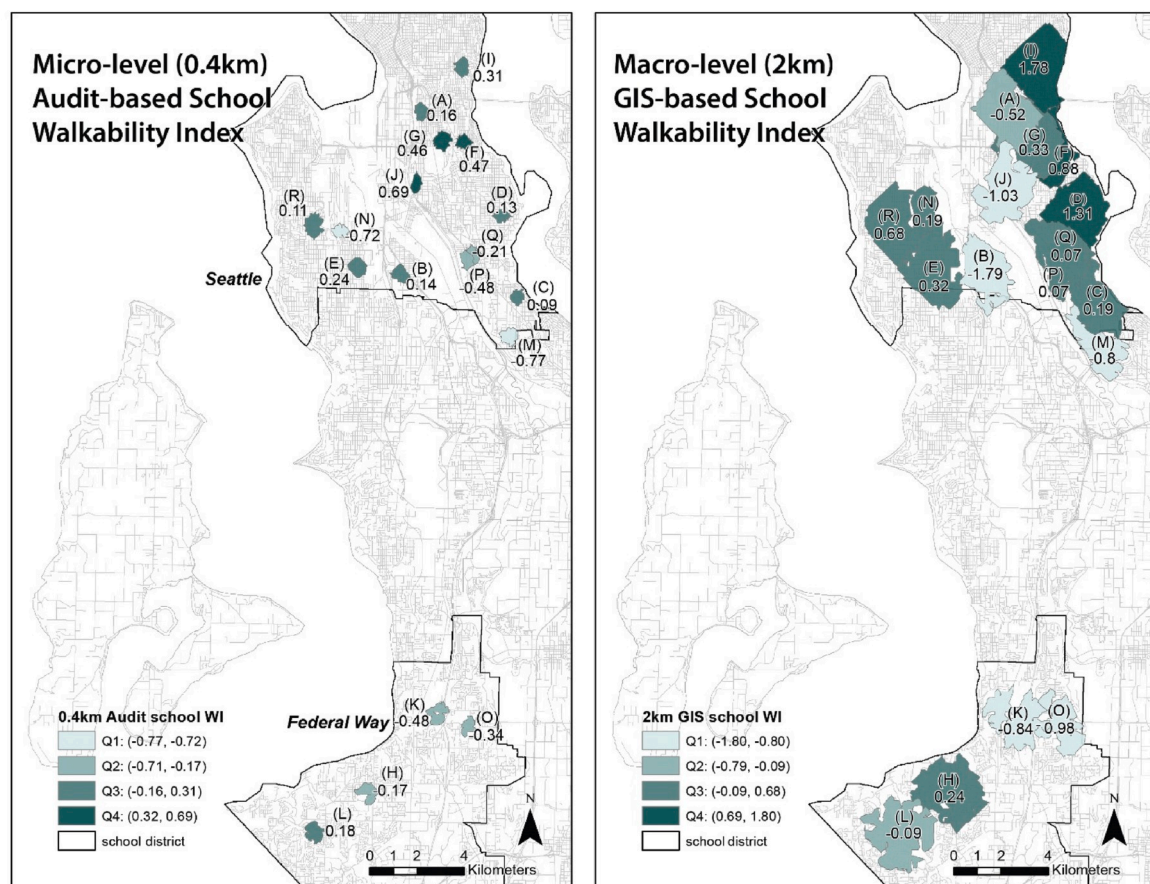 Micro-level (0.4km)
Audit-based School
Walkability Index
(I)
0.31
(A)
0.16
(G)
0.46
(F)
0.47
(J)
0.69
(D)
0.13
(R)
0.11
(N)
-0.72
(Q)
-0.21
(E)
0.24
(B)
0.14
(P)
-0.48
Seattle
(C)
0.09
(M)
-0.77
(K)
-0.48
(O)
-0.34
Federal Way
(H)
-0.17
(L)
0.18
0.4km Audit school WI
Q1: (-0.77, -0.72)
Q2: (-0.71, -0.17)
Q3: (-0.16, 0.31)
Q4: (0.32, 0.69)
school district
N
0 1 2 4
Kilometers
Macro-level (2km)
GIS-based School
Walkability Index
(I)
1.78
(A)
-0.52
(G)
0.33
(F)
0.88
(J)
-1.03
(D)
1.31
(N)
0.19
(R)
0.68
(Q)
0.07
(B)
-1.79
(E)
0.32
(P)
0.07
(C)
0.19
(M)
-0.8
(K)
-0.84
(O)
-0.98
(H)
0.24
(L)
-0.09
2km GIS school WI
Q1: (-1.80, -0.80)
Q2: (-0.79, -0.09)
Q3: (-0.09, 0.68)
Q4: (0.69, 1.80)
school district
N
0 1 2 4
Kilometers